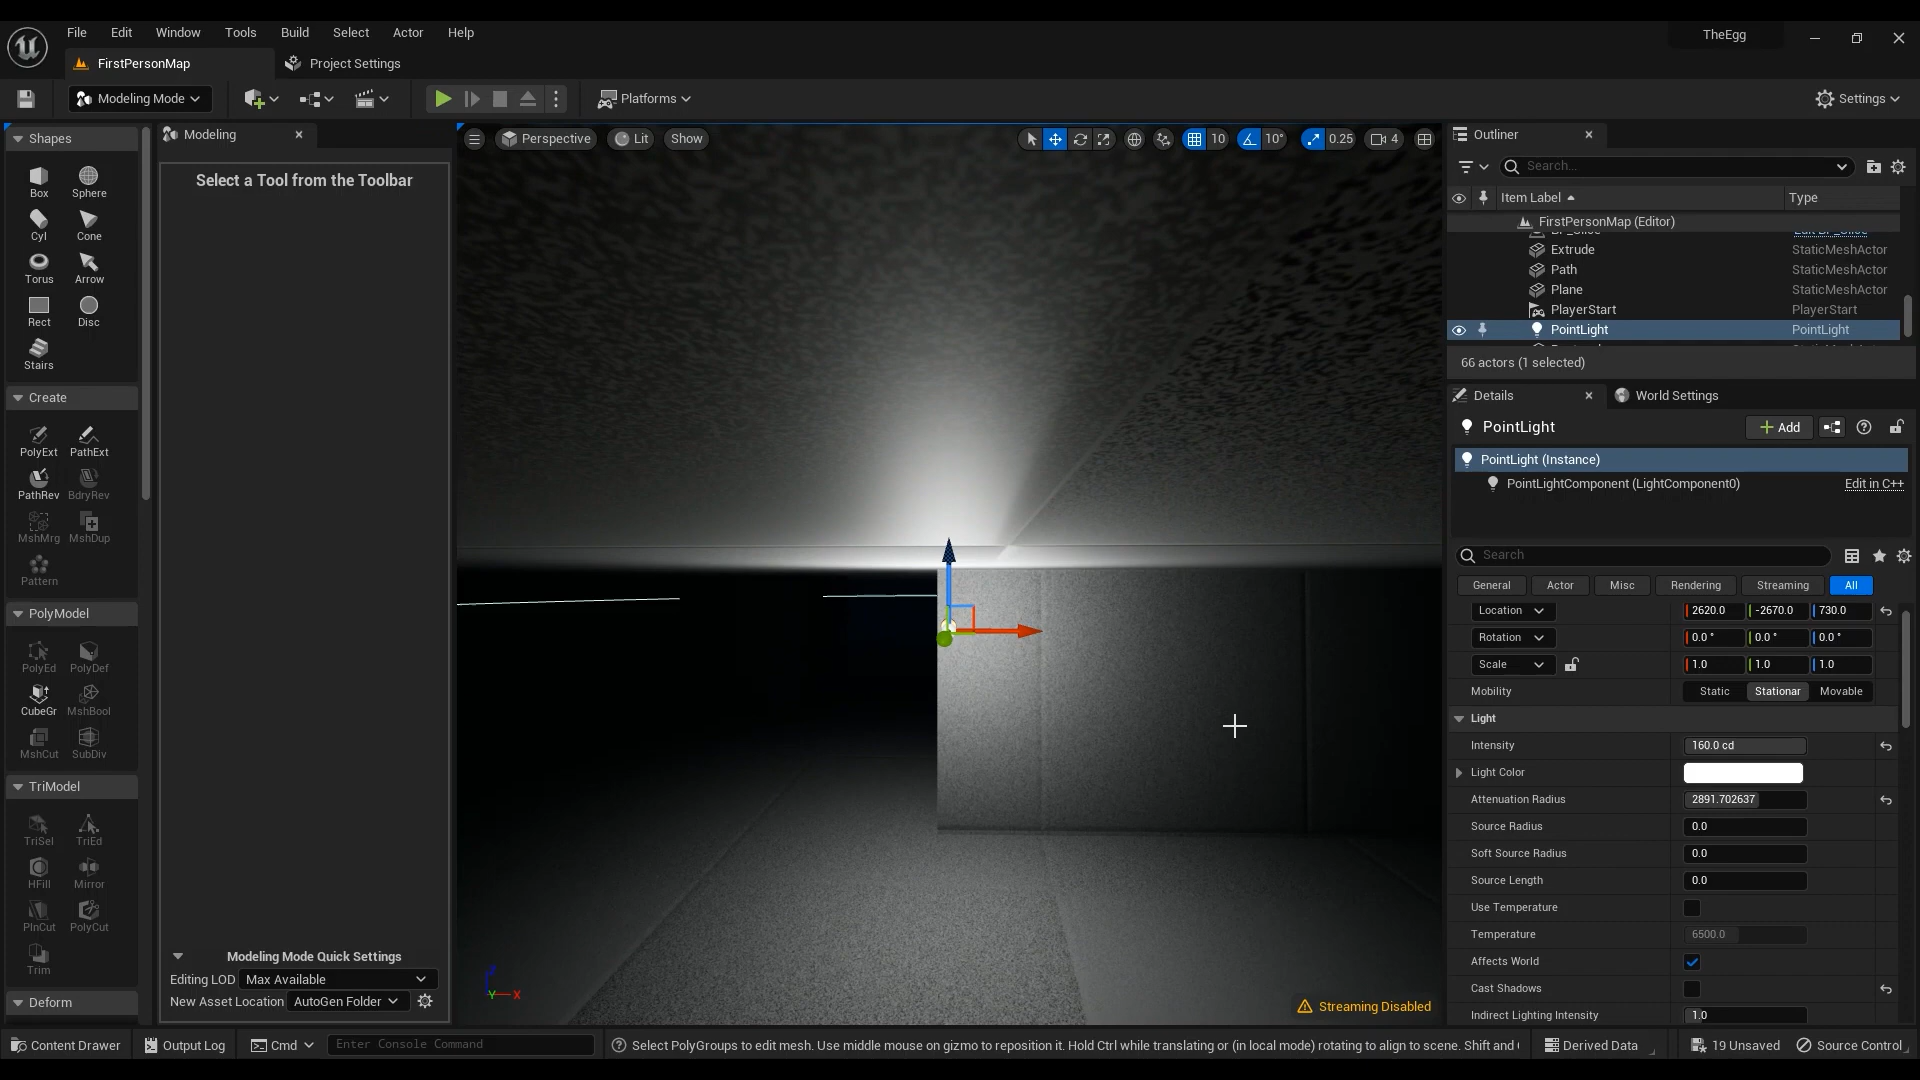 File Edit Window Tools Build Select Actor Help
TheEgg
FirstPersonMap
Project Settings
Modeling Mode
Platforms
Settings
Shapes
Box Sphere
Cyl Cone
Torus Arrow
Rect Disc
Stairs
Create
PolyExt PathExt
PathRev BdryRev
MshMrg MshDup
Pattern
PolyModel
PolyEd PolyDef
CubeGr MshBool
MshCut SubDiv
TriModel
TriSel TriEd
HFill Mirror
PlnCut PolyCut
Trim
Deform
Modeling
Select a Tool from the Toolbar
Modeling Mode Quick Settings
Editing LOD Max Available
New Asset Location AutoGen Folder
Perspective Lit Show
10 10° 0.25 4
Streaming Disabled
Outliner
Search...
Item Label Type
FirstPersonMap (Editor)
Extrude StaticMeshActor
Path StaticMeshActor
Plane StaticMeshActor
PlayerStart PlayerStart
PointLight PointLight
66 actors (1 selected)
Details World Settings
PointLight Add
PointLight (Instance)
PointLightComponent (LightComponent0) Edit in C++
Search
General Actor Misc Rendering Streaming All
Location 2620.0 -2670.0 730.0
Rotation 0.0 ° 0.0 ° 0.0 °
Scale 1.0 1.0 1.0
Mobility Static Stationar Movable
Light
Intensity 160.0 cd
Light Color
Attenuation Radius 2891.702637
Source Radius 0.0
Soft Source Radius 0.0
Source Length 0.0
Use Temperature
Temperature 6500.0
Affects World
Cast Shadows
Indirect Lighting Intensity 1.0
Content Drawer Output Log Cmd Enter Console Command
Select PolyGroups to edit mesh. Use middle mouse on gizmo to reposition it. Hold Ctrl while translating or (in local mode) rotating to align to scene. Shift and
Derived Data 19 Unsaved Source Control
Y X